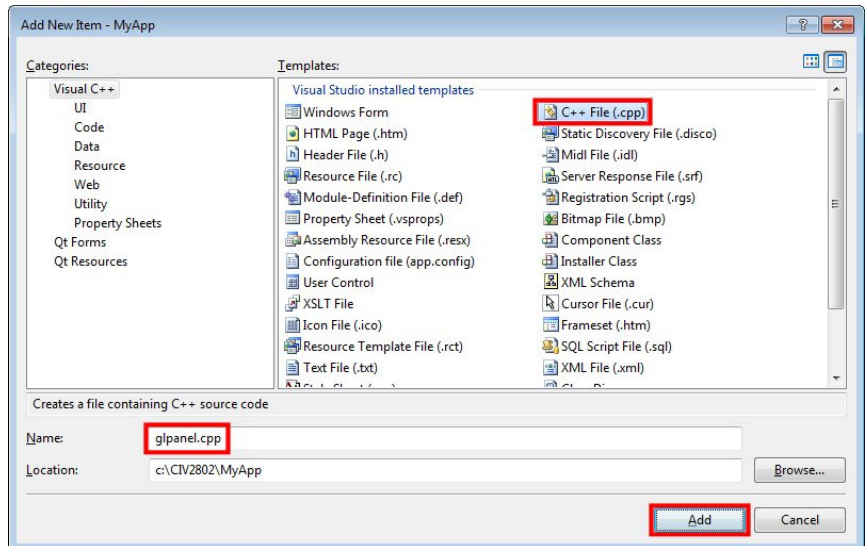 Add New Item - MyApp
Categories:
Templates:
Visual C++
UI
Code
Data
Resource
Web
Utility
Property Sheets
Qt Forms
Qt Resources
Visual Studio installed templates
Windows Form
C++ File (.cpp)
HTML Page (.htm)
Static Discovery File (.disco)
Header File (.h)
Midl File (.idl)
Resource File (.rc)
Server Response File (.srf)
Module-Definition File (.def)
Registration Script (.rgs)
Property Sheet (.vsprops)
Bitmap File (.bmp)
Assembly Resource File (.resx)
Component Class
Configuration file (app.config)
Installer Class
User Control
XML Schema
XSLT File
Cursor File (.cur)
Icon File (.ico)
Frameset (.htm)
Resource Template File (.rct)
SQL Script File (.sql)
Text File (.txt)
XML File (.xml)
Creates a file containing C++ source code
Name:
glpanel.cpp
Location:
c:\CIV2802\MyApp
Browse...
Add
Cancel